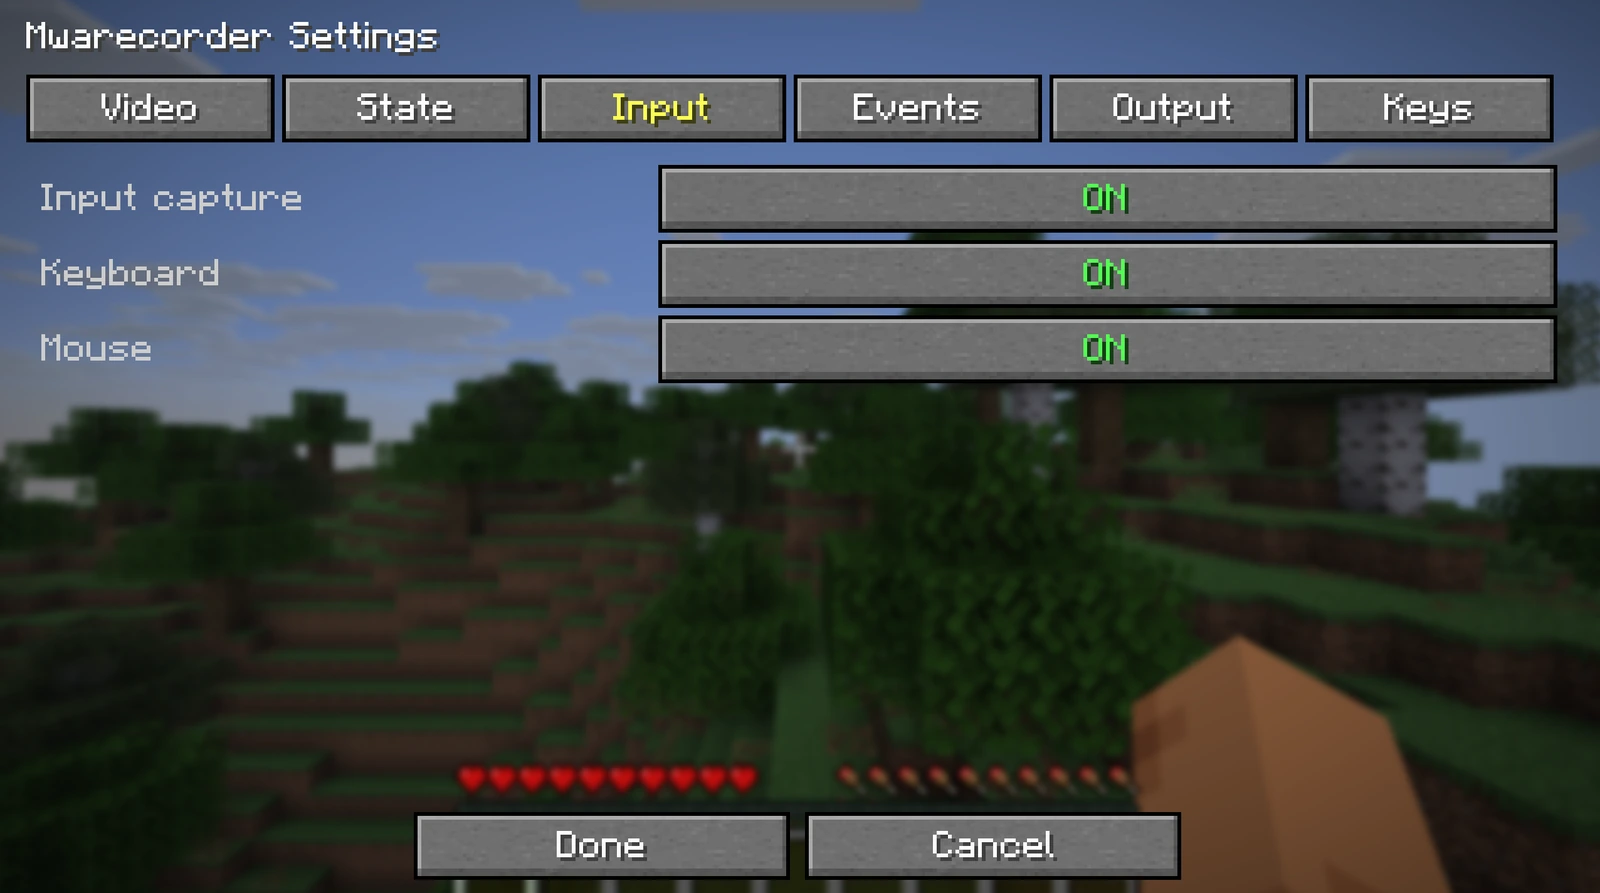 Mwarecorder Settings
Video State Input Events Output Keys
Input capture ON
Keyboard ON
Mouse ON
Done Cancel